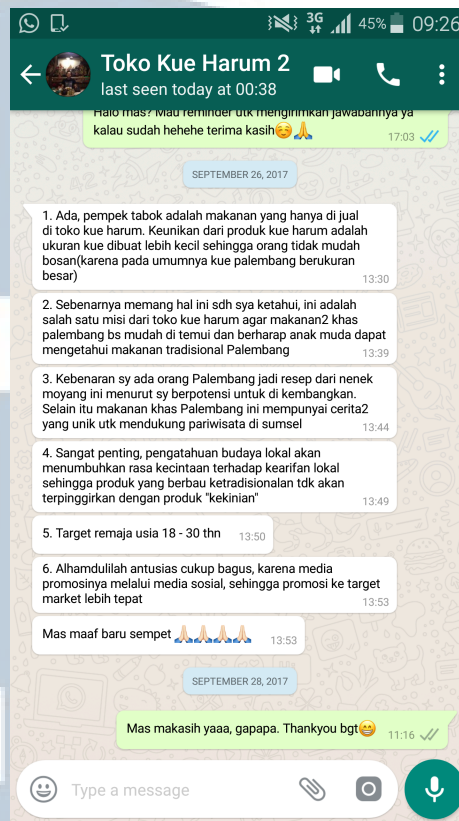 3G 45% 09:26
Toko Kue Harum 2
last seen today at 00:38
Halo mas? Mau reminder utk mengirimkan jawabannya ya
kalau sudah hehehe terima kasih☺️🙏 17:03
SEPTEMBER 26, 2017
1. Ada, pempek tabok adalah makanan yang hanya di jual
di toko kue harum. Keunikan dari produk kue harum adalah
ukuran kue dibuat lebih kecil sehingga orang tidak mudah
bosan(karena pada umumnya kue palembang berukuran
besar) 13:30
2. Sebenarnya memang hal ini sdh sya ketahui, ini adalah
salah satu misi dari toko kue harum agar makanan2 khas
palembang bs mudah di temui dan berharap anak muda dapat
mengetahui makanan tradisional Palembang 13:39
3. Kebenaran sy ada orang Palembang jadi resep dari nenek
moyang ini menurut sy berpotensi untuk di kembangkan.
Selain itu makanan khas Palembang ini mempunyai cerita2
yang unik utk mendukung pariwisata di sumsel 13:44
4. Sangat penting, pengatahuan budaya lokal akan
menumbuhkan rasa kecintaan terhadap kearifan lokal
sehingga produk yang berbau ketradisionalan tdk akan
terpinggirkan dengan produk "kekinian" 13:49
5. Target remaja usia 18 - 30 thn 13:50
6. Alhamdulilah antusias cukup bagus, karena media
promosinya melalui media sosial, sehingga promosi ke target
market lebih tepat 13:53
Mas maaf baru sempet🙏🏻🙏🏻🙏🏻🙏🏻 13:53
SEPTEMBER 28, 2017
Mas makasih yaaa, gapapa. Thankyou bgt😁 11:16
Type a message